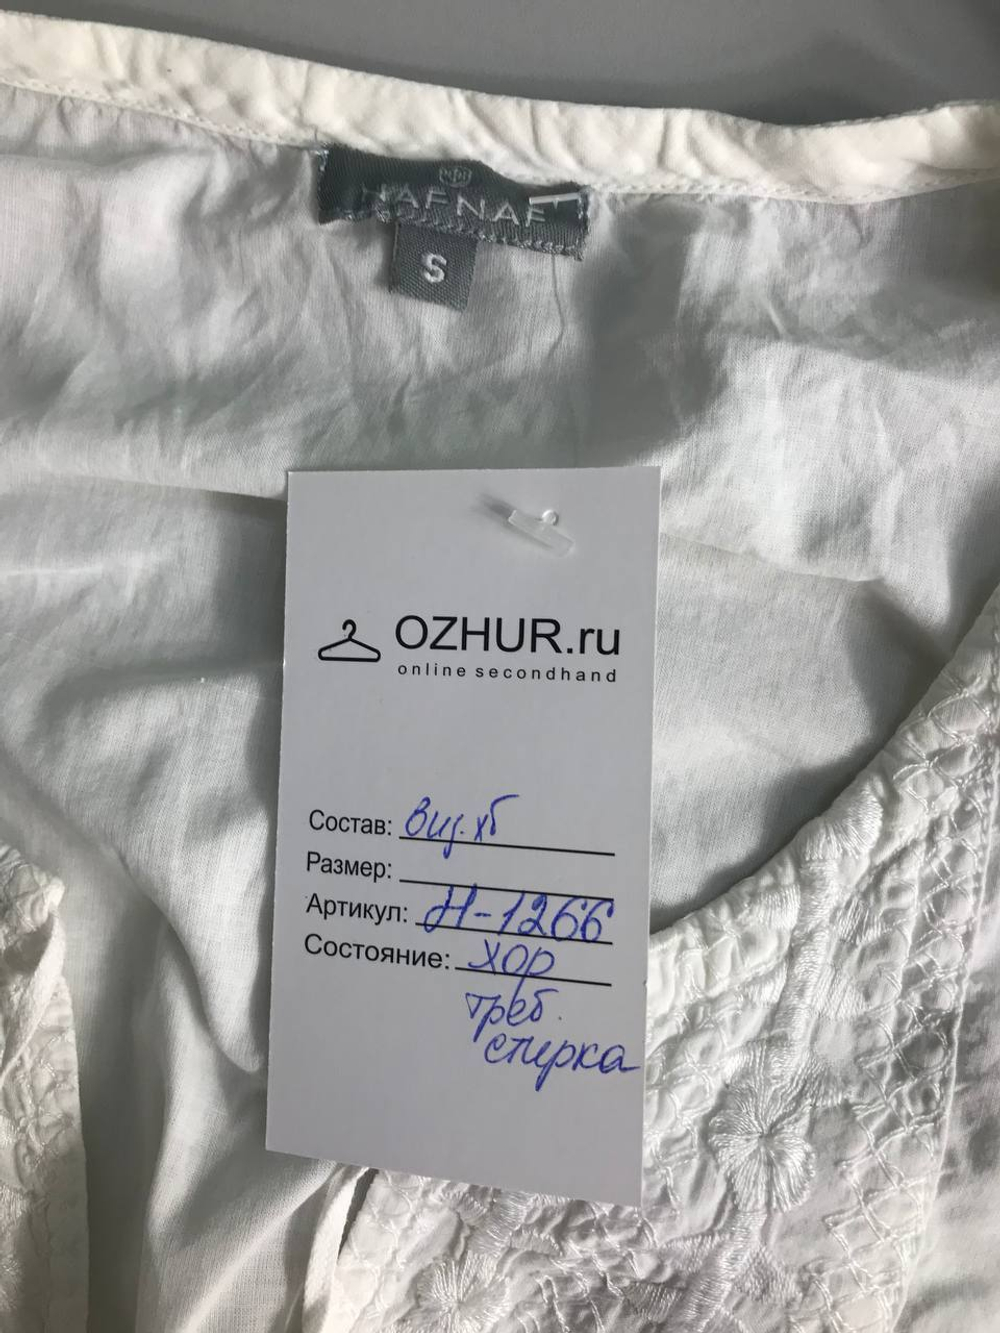 NAFNAF
S
OZHUR.ru
online secondhand
Состав: виз. хб
Размер:
Артикул: Н-1266
Состояние: хор
треб.
стирка